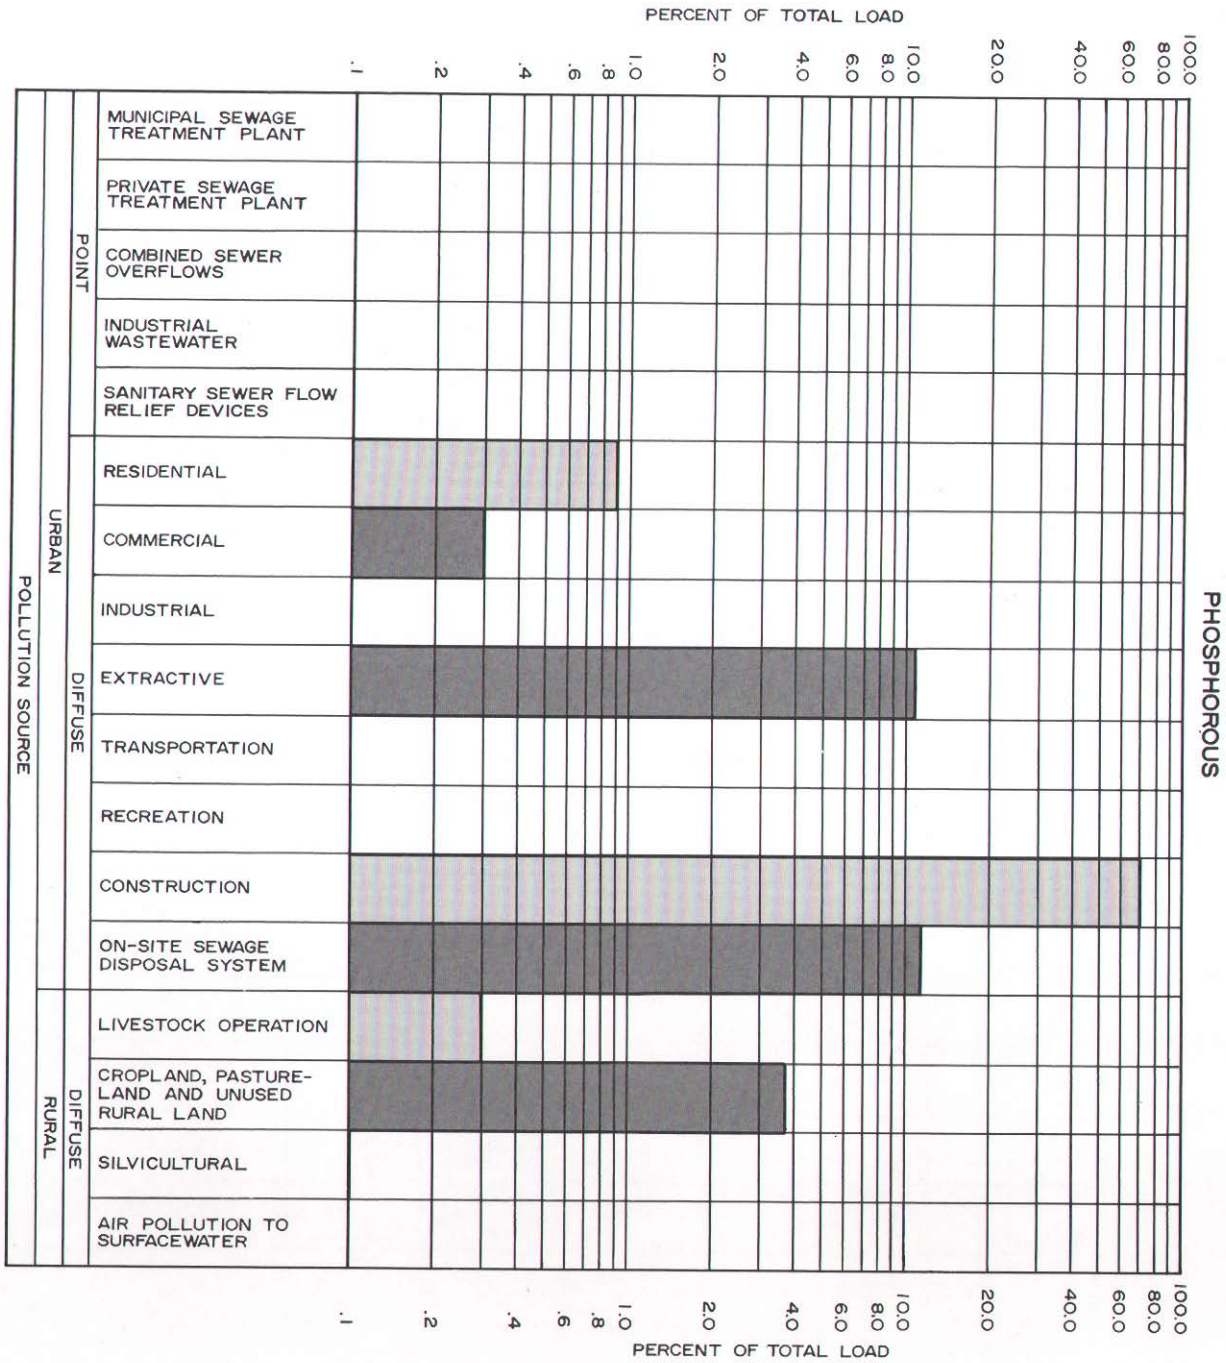 PERCENT OF TOTAL LOAD
.1 .2 .4 .6 .8 1.0 2.0 4.0 6.0 8.0 10.0 20.0 40.0 60.0 80.0 100.0
PHOSPHOROUS
POLLUTION SOURCE
URBAN
POINT
MUNICIPAL SEWAGE
TREATMENT PLANT
PRIVATE SEWAGE
TREATMENT PLANT
COMBINED SEWER
OVERFLOWS
INDUSTRIAL
WASTEWATER
SANITARY SEWER FLOW
RELIEF DEVICES
DIFFUSE
RESIDENTIAL
COMMERCIAL
INDUSTRIAL
EXTRACTIVE
TRANSPORTATION
RECREATION
CONSTRUCTION
ON-SITE SEWAGE
DISPOSAL SYSTEM
RURAL
DIFFUSE
LIVESTOCK OPERATION
CROPLAND, PASTURE-
LAND AND UNUSED
RURAL LAND
SILVICULTURAL
AIR POLLUTION TO
SURFACEWATER
.1 .2 .4 .6 .8 1.0 2.0 4.0 6.0 8.0 10.0 20.0 40.0 60.0 80.0 100.0
PERCENT OF TOTAL LOAD